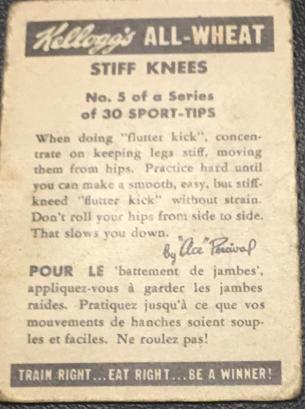 Kellogg's ALL-WHEAT
STIFF KNEES
No. 5 of a Series
of 30 SPORT-TIPS
When doing "flutter kick", concen-
trate on keeping legs stiff, moving
them from hips. Practice hard until
you can make a smooth, easy, but stiff-
kneed "flutter kick" without strain.
Don't roll your hips from side to side.
That slows you down.
by "Ace" Percival
POUR LE 'battement de jambes',
appliquez-vous à garder les jambes
raides. Pratiquez jusqu'à ce que vos
mouvements de hanches soient soup-
les et faciles. Ne roulez pas!
TRAIN RIGHT...EAT RIGHT...BE A WINNER!